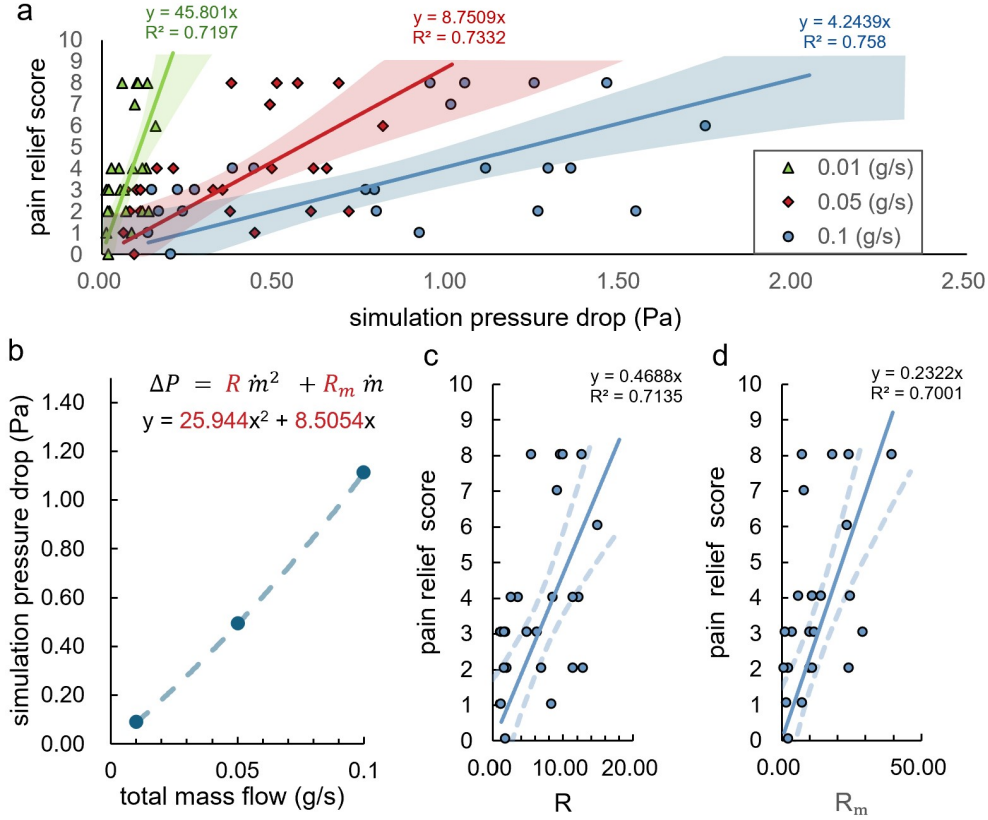 a
y = 45.801x
R² = 0.7197
y = 8.7509x
R² = 0.7332
y = 4.2439x
R² = 0.758
pain relief score
10
9
8
7
6
5
4
3
2
1
0
0.01 (g/s)
0.05 (g/s)
0.1 (g/s)
0.00 0.50 1.00 1.50 2.00 2.50
simulation pressure drop (Pa)
b
ΔP = R ṁ² + Rₘ ṁ
y = 25.944x² + 8.5054x
simulation pressure drop (Pa)
1.40
1.20
1.00
0.80
0.60
0.40
0.20
0.00
0 0.05 0.1
total mass flow (g/s)
c
y = 0.4688x
R² = 0.7135
pain relief score
10
9
8
7
6
5
4
3
2
1
0
0.00 10.00 20.00
R
d
y = 0.2322x
R² = 0.7001
pain relief score
10
9
8
7
6
5
4
3
2
1
0
0.00 50.00
Rₘ